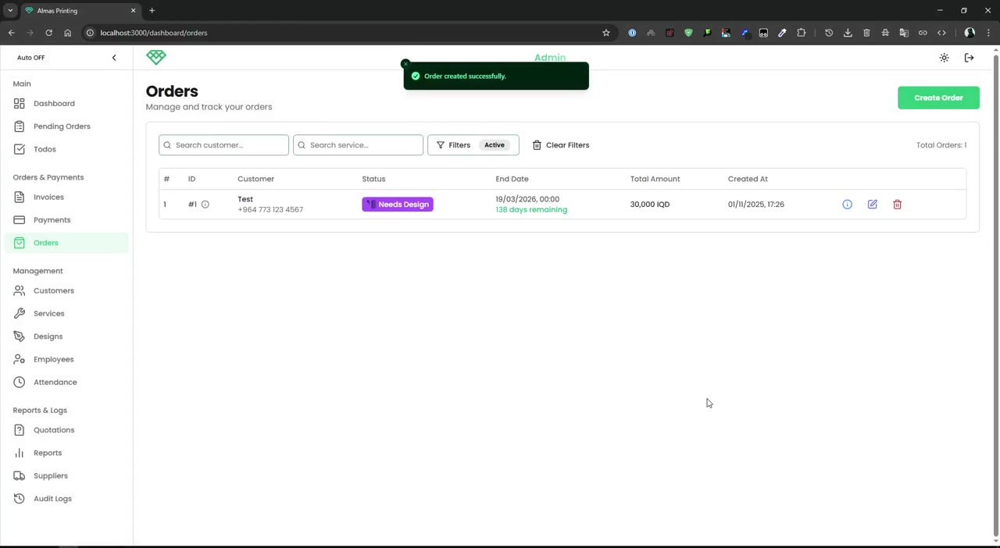 Almas Printing
localhost:3000/dashboard/orders
Auto OFF
Admin
Order created successfully.
Main
Dashboard
Pending Orders
Todos
Orders & Payments
Invoices
Payments
Orders
Management
Customers
Services
Designs
Employees
Attendance
Reports & Logs
Quotations
Reports
Suppliers
Audit Logs
Orders
Manage and track your orders
Create Order
Search customer...
Search service...
Filters Active
Clear Filters
Total Orders: 1
# ID Customer Status End Date Total Amount Created At
1 #1 Test Needs Design 19/03/2026, 00:00 30,000 IQD 01/11/2025, 17:26
+964 773 123 4567 138 days remaining